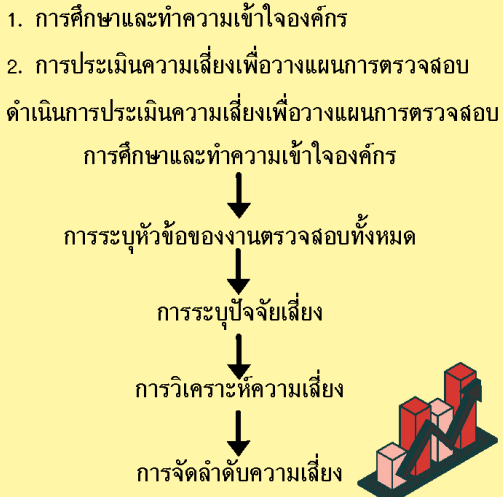 1. การศึกษาและทำความเข้าใจองค์กร
2. การประเมินความเสี่ยงเพื่อวางแผนการตรวจสอบ
ดำเนินการประเมินความเสี่ยงเพื่อวางแผนการตรวจสอบ
การศึกษาและทำความเข้าใจองค์กร
การระบุหัวข้อของงานตรวจสอบทั้งหมด
การระบุปัจจัยเสี่ยง
การวิเคราะห์ความเสี่ยง
การจัดลำดับความเสี่ยง